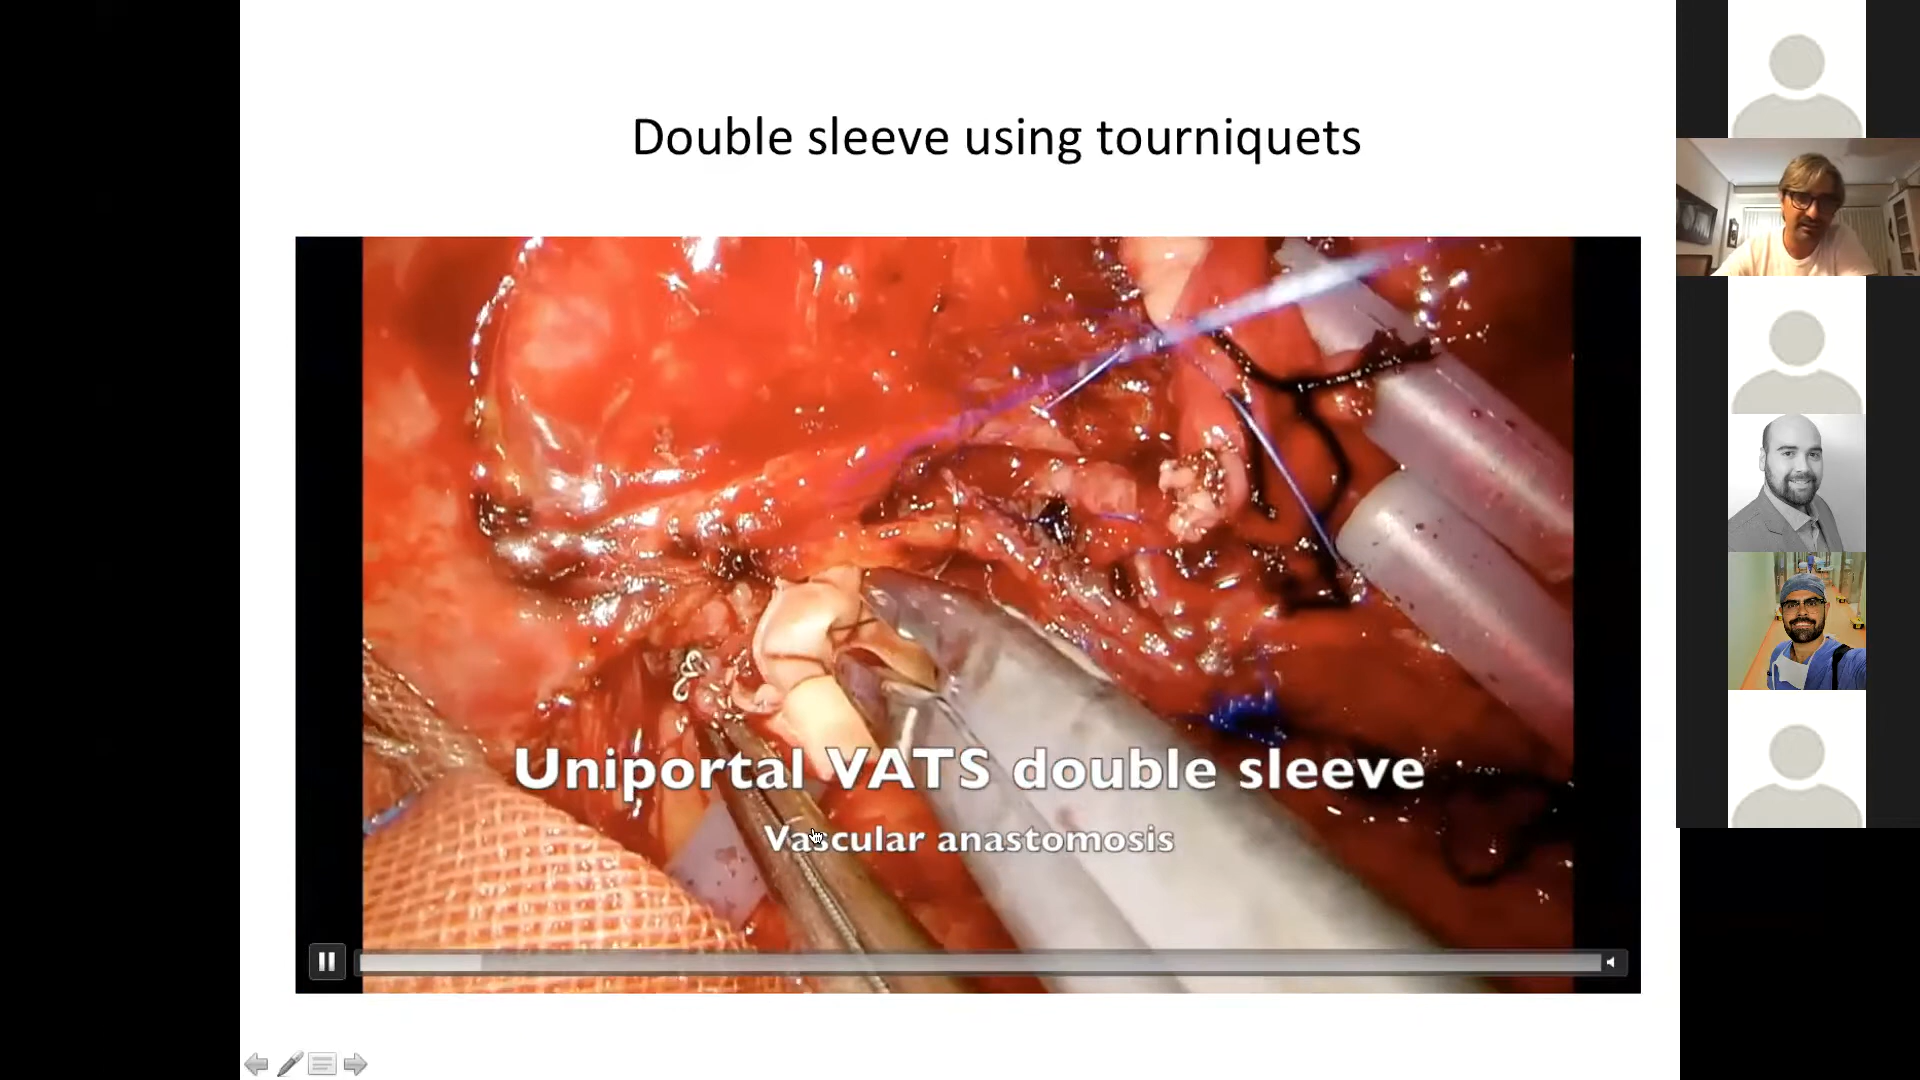 Double sleeve using tourniquets
Uniportal VATS double sleeve
Vascular anastomosis